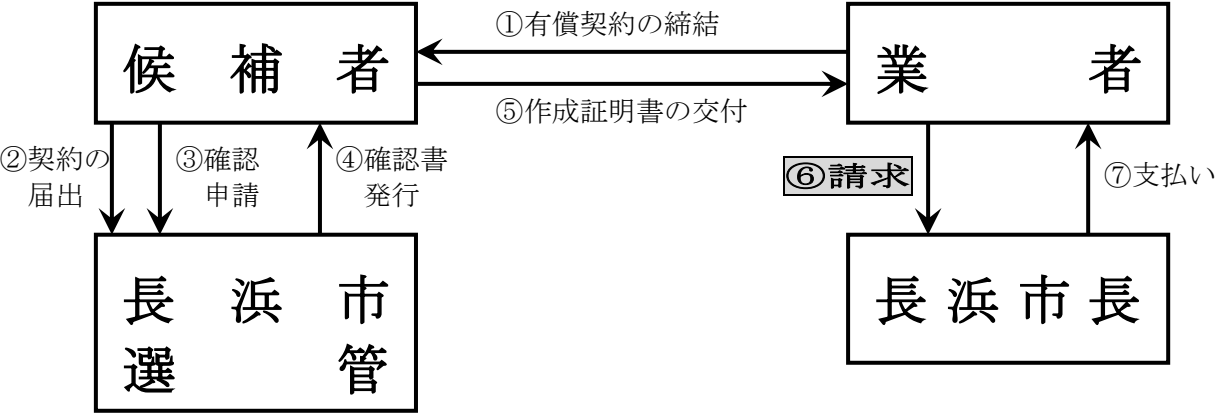 ①有償契約の締結
候補者
業者
⑤作成証明書の交付
②契約の
届出
③確認
申請
④確認書
発行
⑥請求
⑦支払い
長浜市
選管
長浜市長